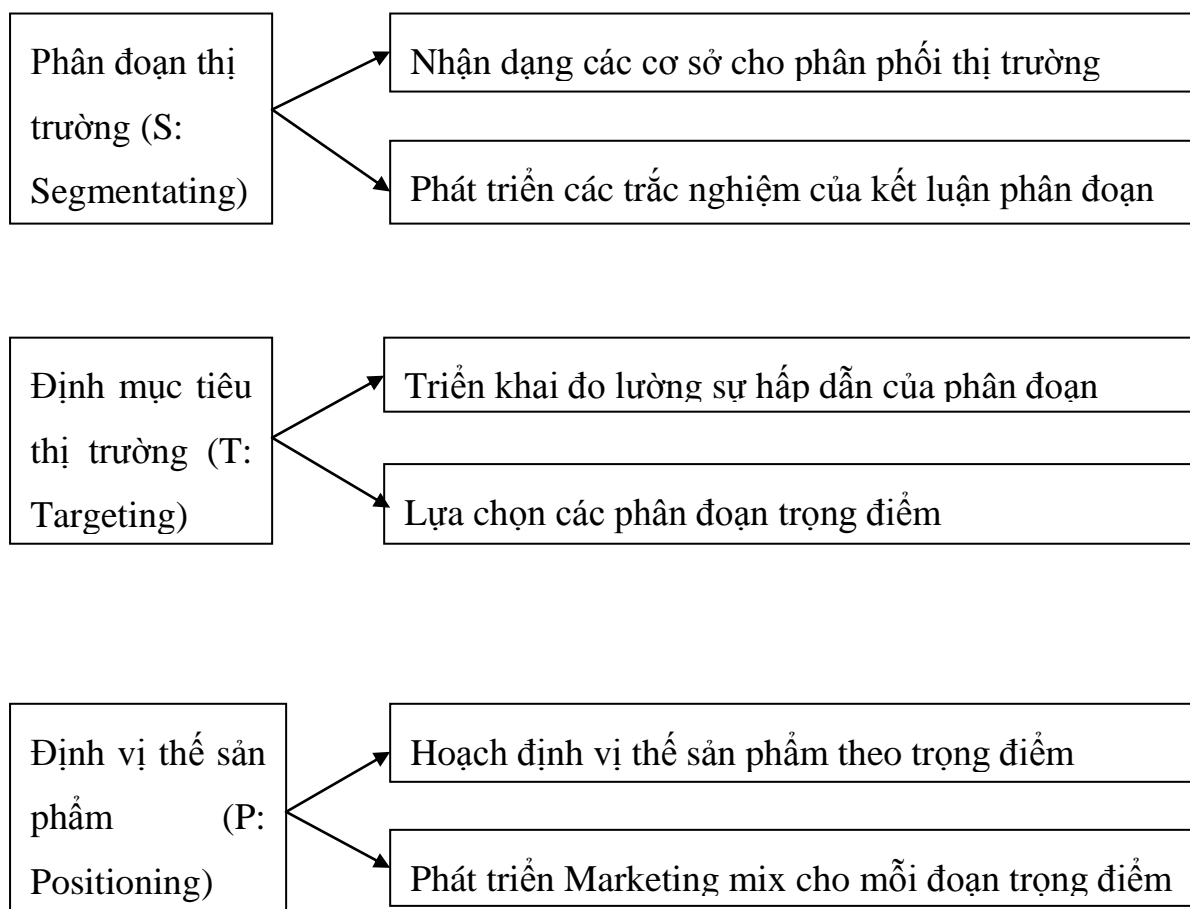 Phân đoạn thị
trường (S:
Segmentating)
Nhận dạng các cơ sở cho phân phối thị trường
Phát triển các trắc nghiệm của kết luận phân đoạn
Định mục tiêu
thị trường (T:
Targeting)
Triển khai đo lường sự hấp dẫn của phân đoạn
Lựa chọn các phân đoạn trọng điểm
Định vị thế sản
phẩm (P:
Positioning)
Hoạch định vị thế sản phẩm theo trọng điểm
Phát triển Marketing mix cho mỗi đoạn trọng điểm